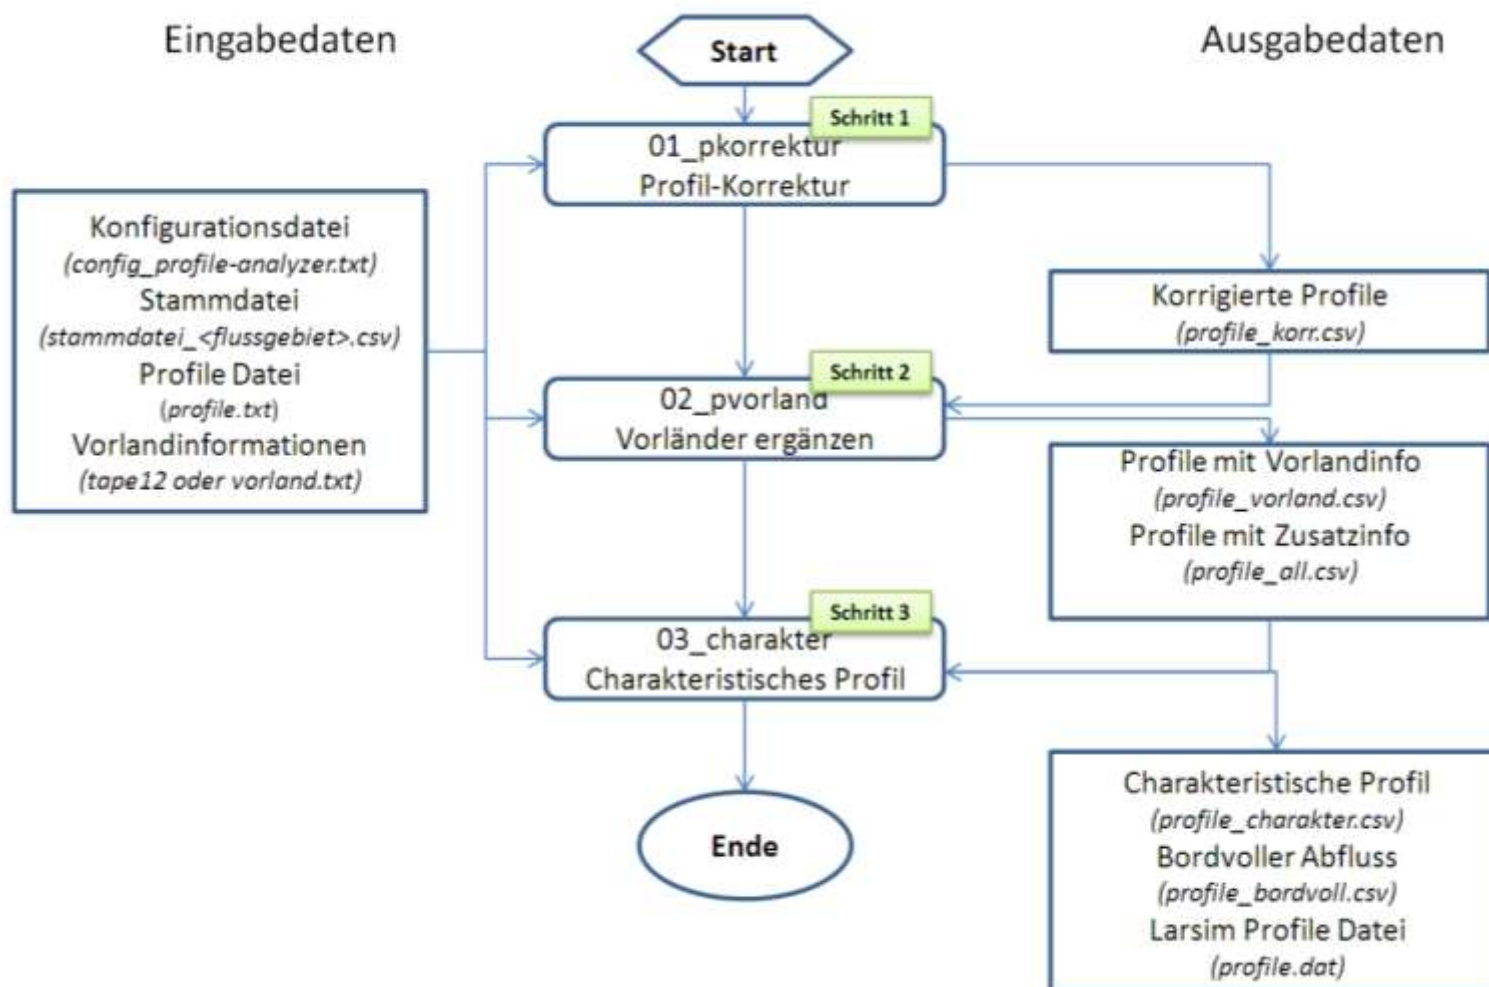 Eingabedaten
Start
Ausgabedaten
Schritt 1
01_pkorrektur
Profil-Korrektur
Konfigurationsdatei
(config_profile-analyzer.txt)
Stammdatei
(stammdatei_<flussgebiet>.csv)
Profile Datei
(profile.txt)
Vorlandinformationen
(tape12 oder vorland.txt)
Korrigierte Profile
(profile_korr.csv)
Schritt 2
02_pvorland
Vorländer ergänzen
Profile mit Vorlandinfo
(profile_vorland.csv)
Profile mit Zusatzinfo
(profile_all.csv)
Schritt 3
03_charakter
Charakteristisches Profil
Ende
Charakteristische Profil
(profile_charakter.csv)
Bordvoller Abfluss
(profile_bordvoll.csv)
Larsim Profile Datei
(profile.dat)